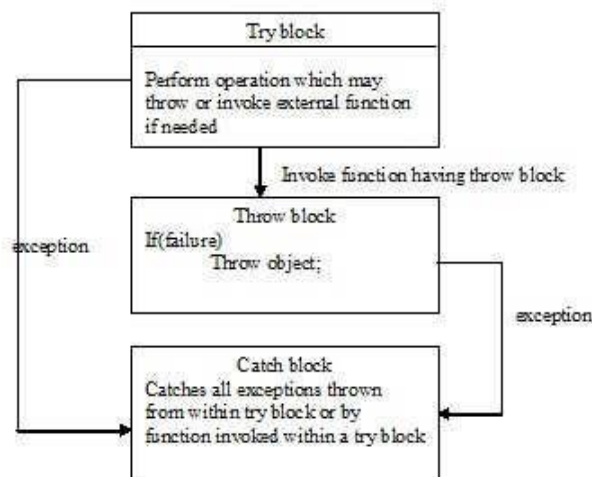 Try block
Perform operation which may
throw or invoke external function
if needed
Invoke function having throw block
Throw block
If(failure)
Throw object;
exception
exception
Catch block
Catches all exceptions thrown
from within try block or by
function invoked within a try block